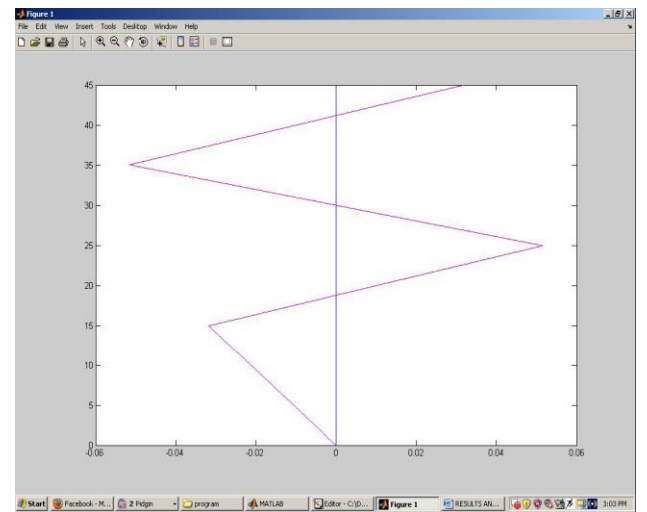 Figure 1
File Edit View Insert Tools Desktop Window Help
45
40
35
30
25
20
15
10
5
0
-0.06 -0.04 -0.02 0 0.02 0.04 0.06
Start Facebook - M... 2 Pidgin program MATLAB Editor - C:\D... Figure 1 RESULTS AN... 3:03 PM